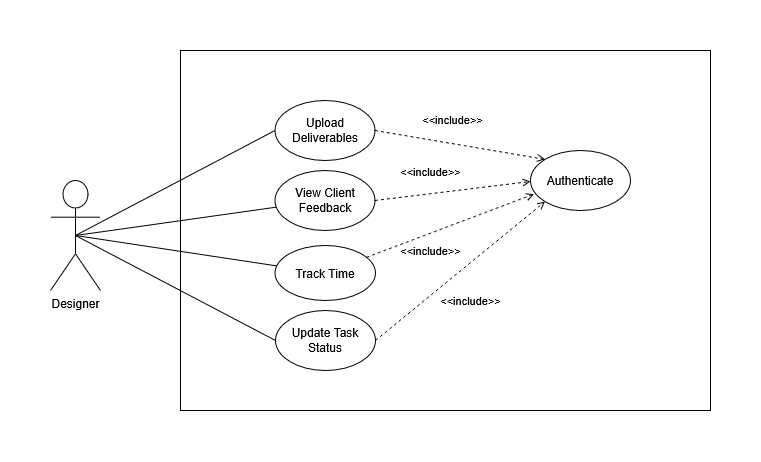 Upload
Deliverables
<<include>>
View Client
Feedback
<<include>>
Authenticate
Track Time
<<include>>
Designer
Update Task
Status
<<include>>